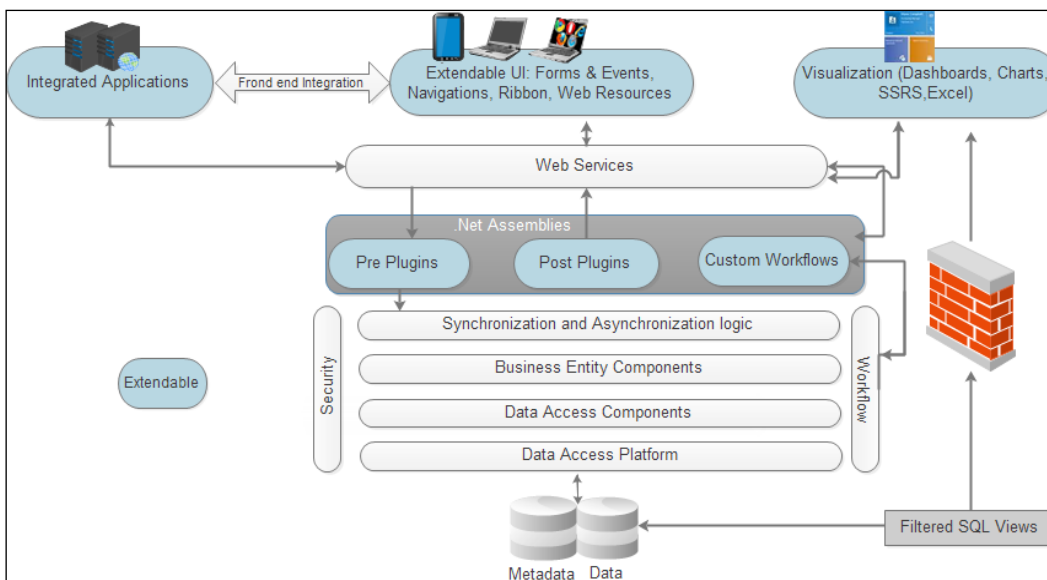 Integrated Applications
Frond end Integration
Extendable UI: Forms & Events,
Navigations, Ribbon, Web Resources
Visualization (Dashboards, Charts,
SSRS,Excel)
Web Services
.Net Assemblies
Pre Plugins
Post Plugins
Custom Workflows
Security
Synchronization and Asynchronization logic
Workflow
Business Entity Components
Extendable
Data Access Components
Data Access Platform
Filtered SQL Views
Metadata
Data